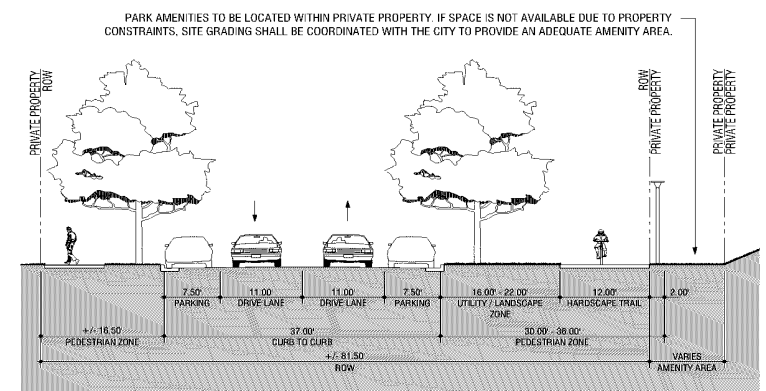 PARK AMENITIES TO BE LOCATED WITHIN PRIVATE PROPERTY. IF SPACE IS NOT AVAILABLE DUE TO PROPERTY
CONSTRAINTS, SITE GRADING SHALL BE COORDINATED WITH THE CITY TO PROVIDE AN ADEQUATE AMENITY AREA.
PRIVATE PROPERTY
ROW
ROW
PRIVATE PROPERTY
PRIVATE PROPERTY
PRIVATE PROPERTY
7.50' 11.00' 11.00' 7.50' 16.00' - 22.00' 12.00' 2.00'
PARKING DRIVE LANE DRIVE LANE PARKING UTILITY / LANDSCAPE HARDSCAPE TRAIL
ZONE
+/- 16.50' 37.00' 30.00' - 36.00'
PEDESTRIAN ZONE CURB TO CURB PEDESTRIAN ZONE
+/- 81.50' VARIES
ROW AMENITY AREA